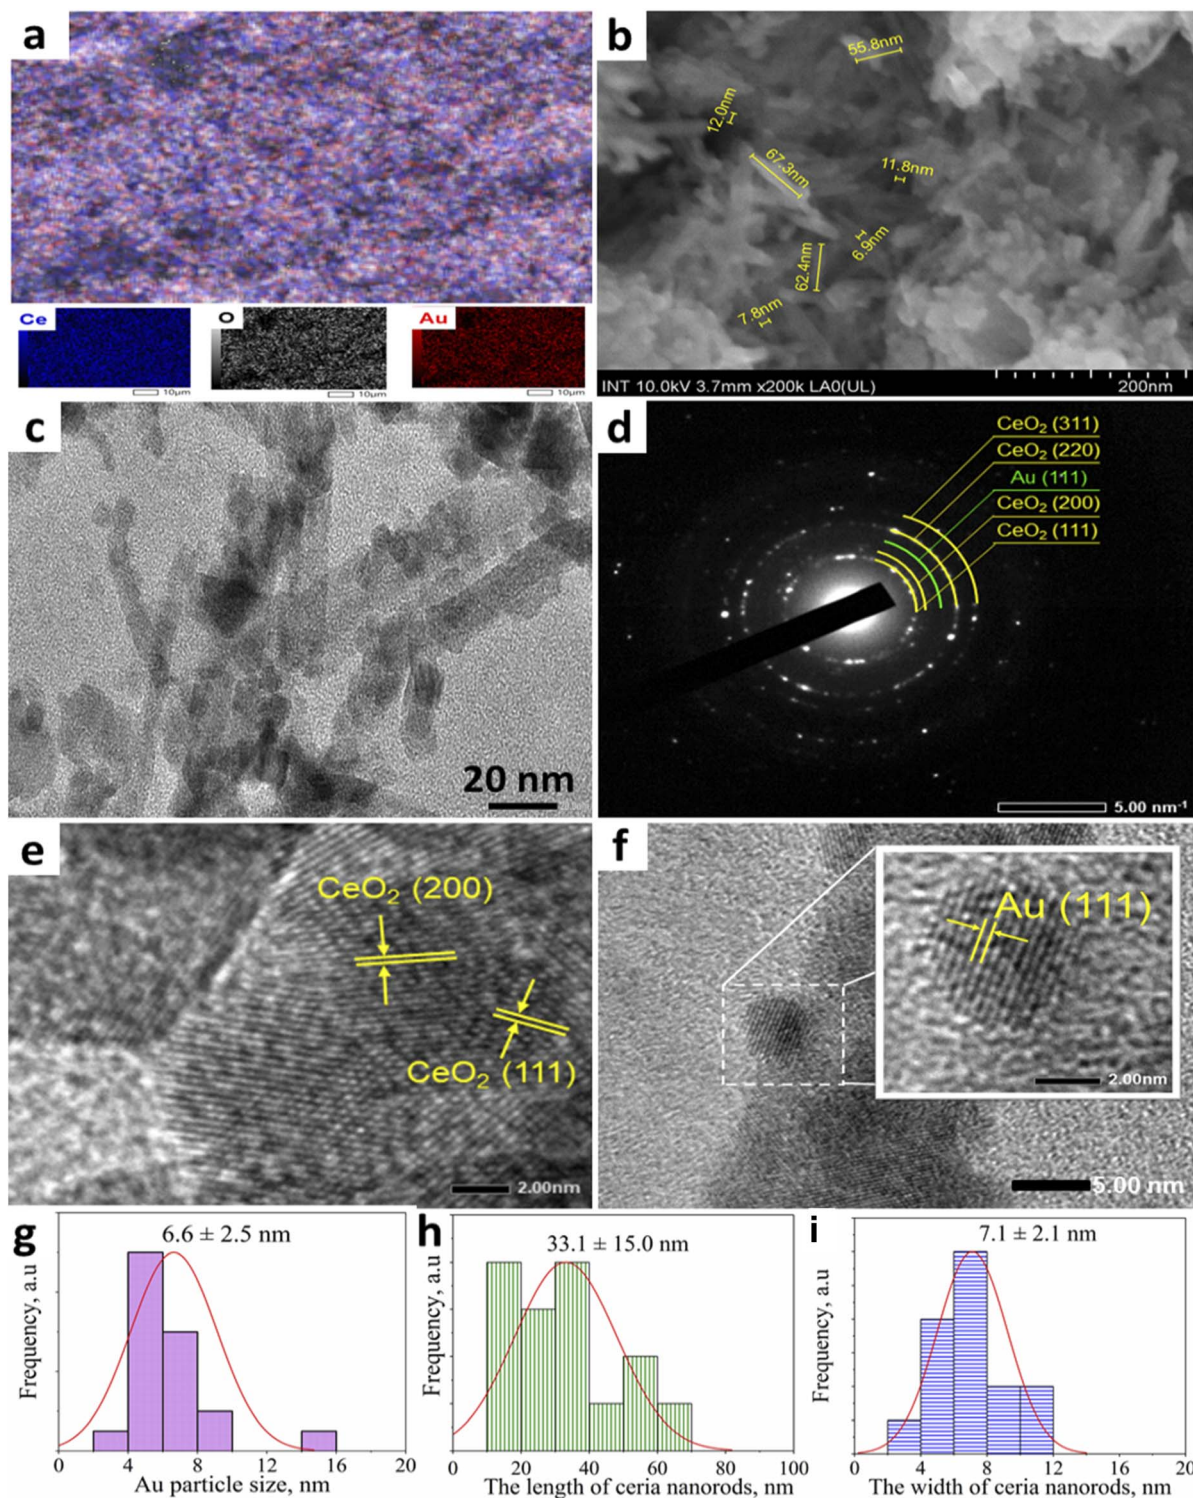 a
Ce
O
Au
10μm
10μm
10μm
b
55.8nm
12.0nm
67.3nm
11.8nm
6.9nm
62.4nm
7.8nm
INT 10.0kV 3.7mm x200k LA0(UL)
200nm
c
20 nm
d
CeO₂ (311)
CeO₂ (220)
Au (111)
CeO₂ (200)
CeO₂ (111)
5.00 nm⁻¹
e
CeO₂ (200)
CeO₂ (111)
2.00nm
f
Au (111)
2.00nm
5.00 nm
g
6.6 ± 2.5 nm
Frequency, a.u
0 4 8 12 16 20
Au particle size, nm
h
33.1 ± 15.0 nm
Frequency, a.u
0 20 40 60 80 100
The length of ceria nanorods, nm
i
7.1 ± 2.1 nm
Frequency, a.u
0 4 8 12 16 20
The width of ceria nanorods, nm